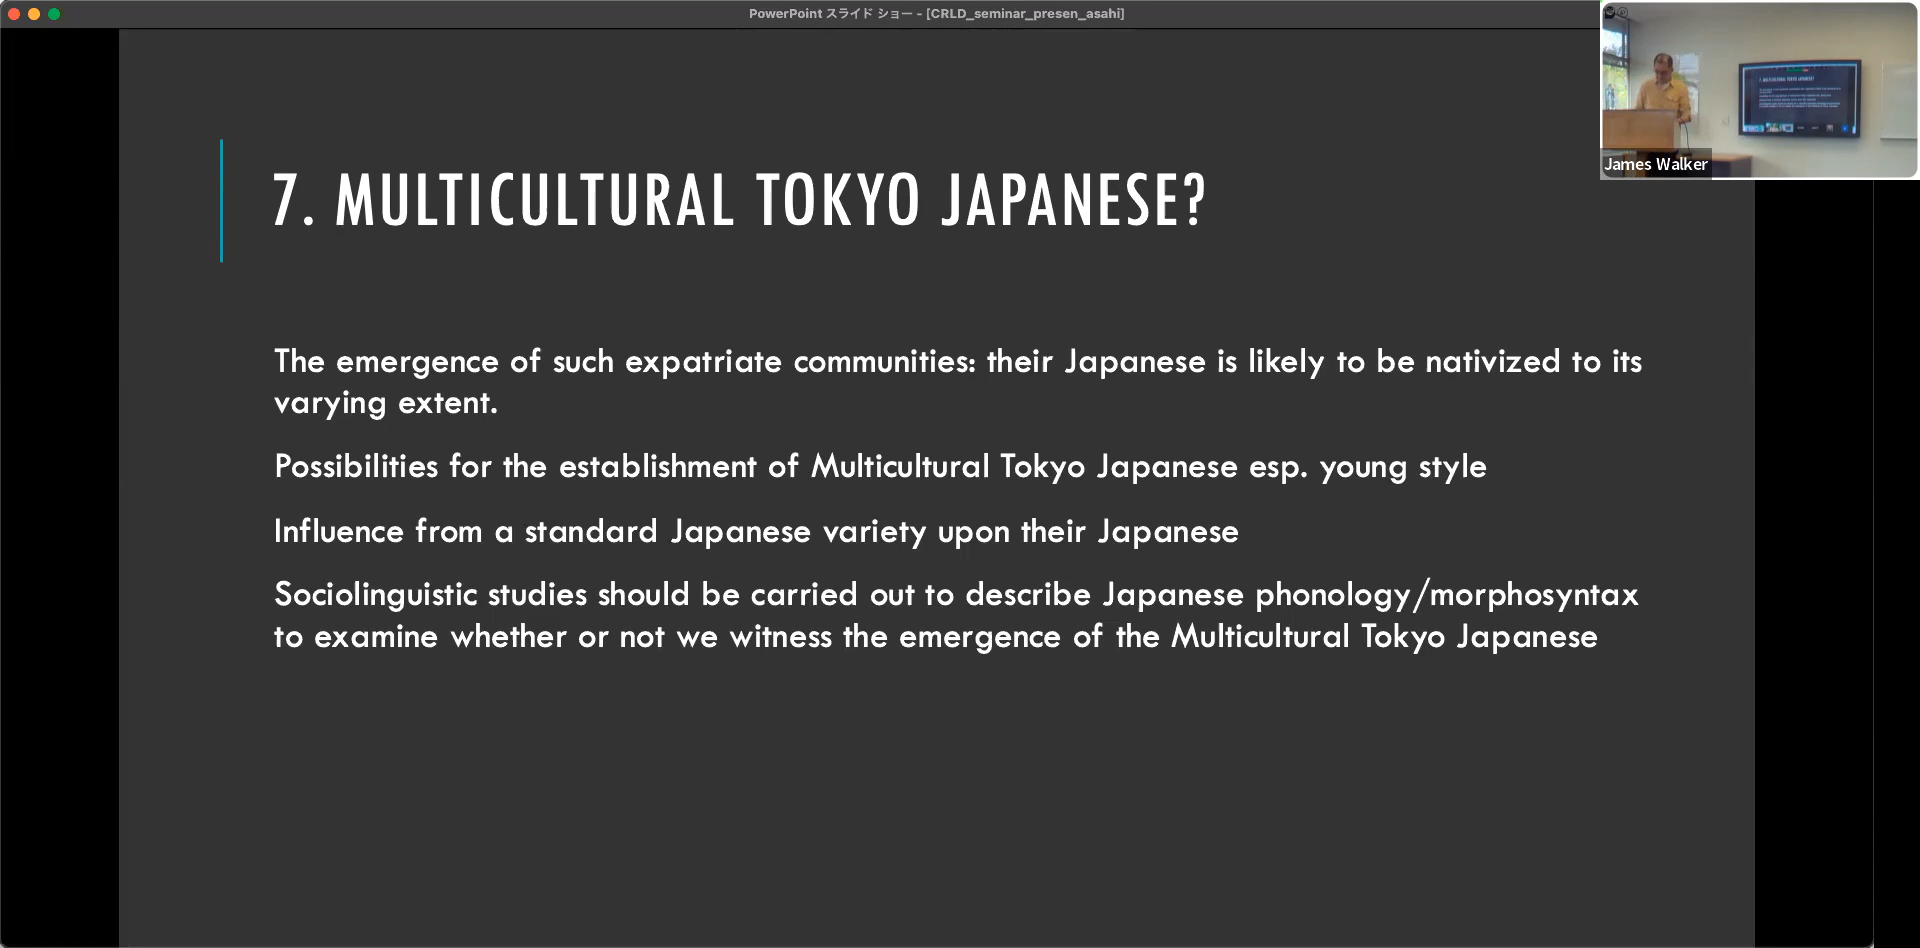 PowerPoint スライド ショー - [CRLD_seminar_presen_asahi]
James Walker
7. MULTICULTURAL TOKYO JAPANESE?
The emergence of such expatriate communities: their Japanese is likely to be nativized to its
varying extent.
Possibilities for the establishment of Multicultural Tokyo Japanese esp. young style
Influence from a standard Japanese variety upon their Japanese
Sociolinguistic studies should be carried out to describe Japanese phonology/morphosyntax
to examine whether or not we witness the emergence of the Multicultural Tokyo Japanese